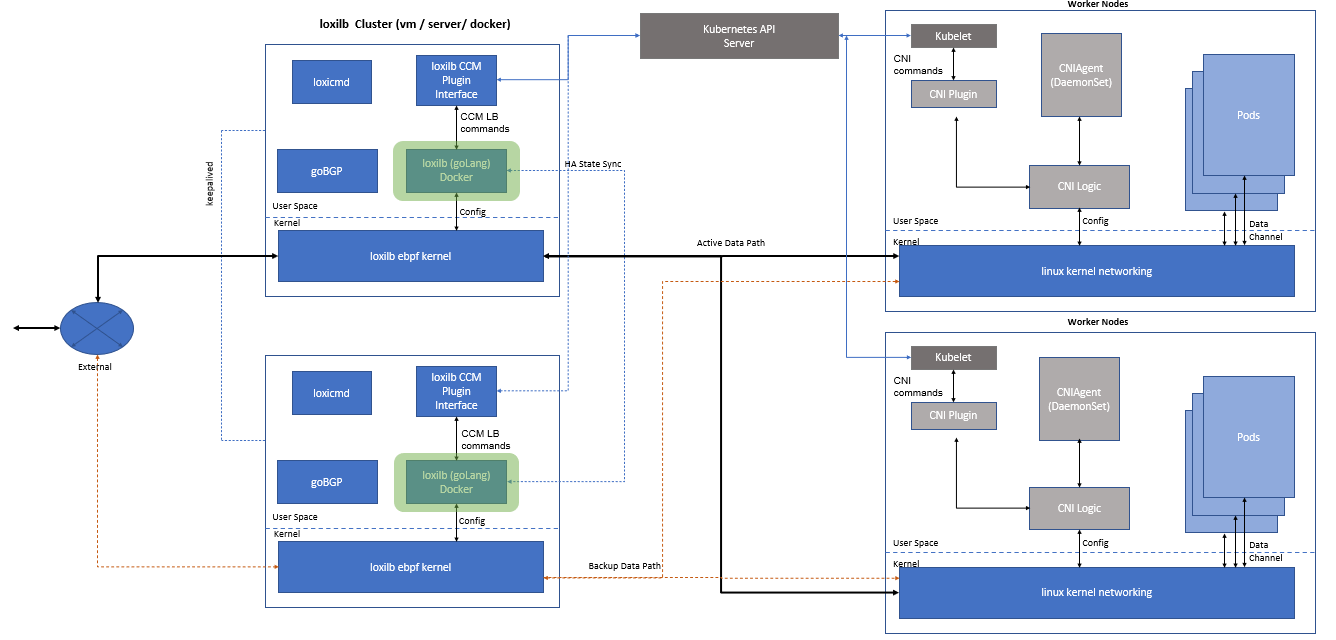 loxilb Cluster (vm / server/ docker)
loxicmd
loxilb CCM
Plugin
Interface
CCM LB
commands
goBGP
loxilb (goLang)
Docker
User Space
Config
Kernel
loxilb ebpf kernel
keepalived
HA State Sync
Kubernetes API
Server
Active Data Path
External
loxicmd
loxilb CCM
Plugin
Interface
CCM LB
commands
goBGP
loxilb (goLang)
Docker
User Space
Config
Kernel
loxilb ebpf kernel
Backup Data Path
Worker Nodes
Kubelet
CNI
commands
CNI Plugin
CNIAgent
(DaemonSet)
Pods
CNI Logic
User Space
Config
Data
Channel
Kernel
linux kernel networking
Worker Nodes
Kubelet
CNI
commands
CNI Plugin
CNIAgent
(DaemonSet)
Pods
CNI Logic
User Space
Config
Data
Channel
Kernel
linux kernel networking